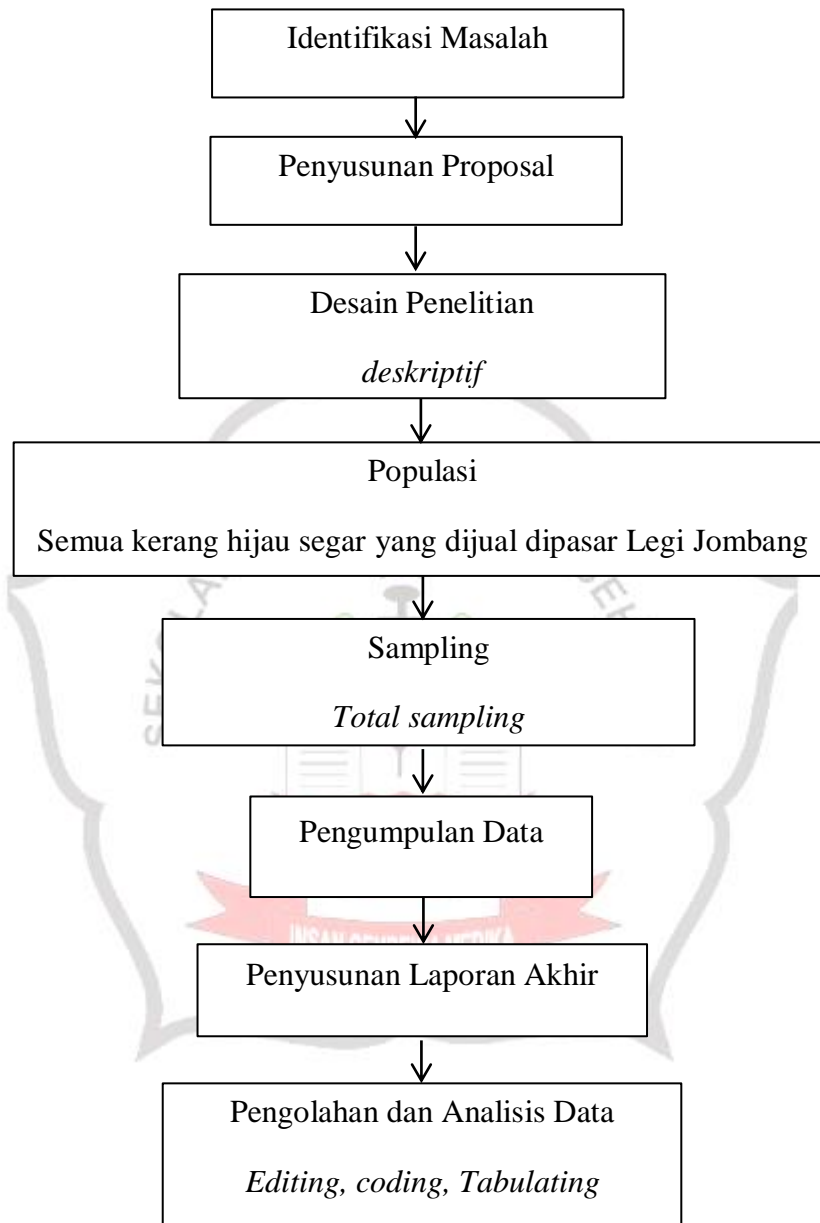 Identifikasi Masalah
Penyusunan Proposal
Desain Penelitian
deskriptif
Populasi
Semua kerang hijau segar yang dijual dipasar Legi Jombang
Sampling
Total sampling
Pengumpulan Data
Penyusunan Laporan Akhir
Pengolahan dan Analisis Data
Editing, coding, Tabulating